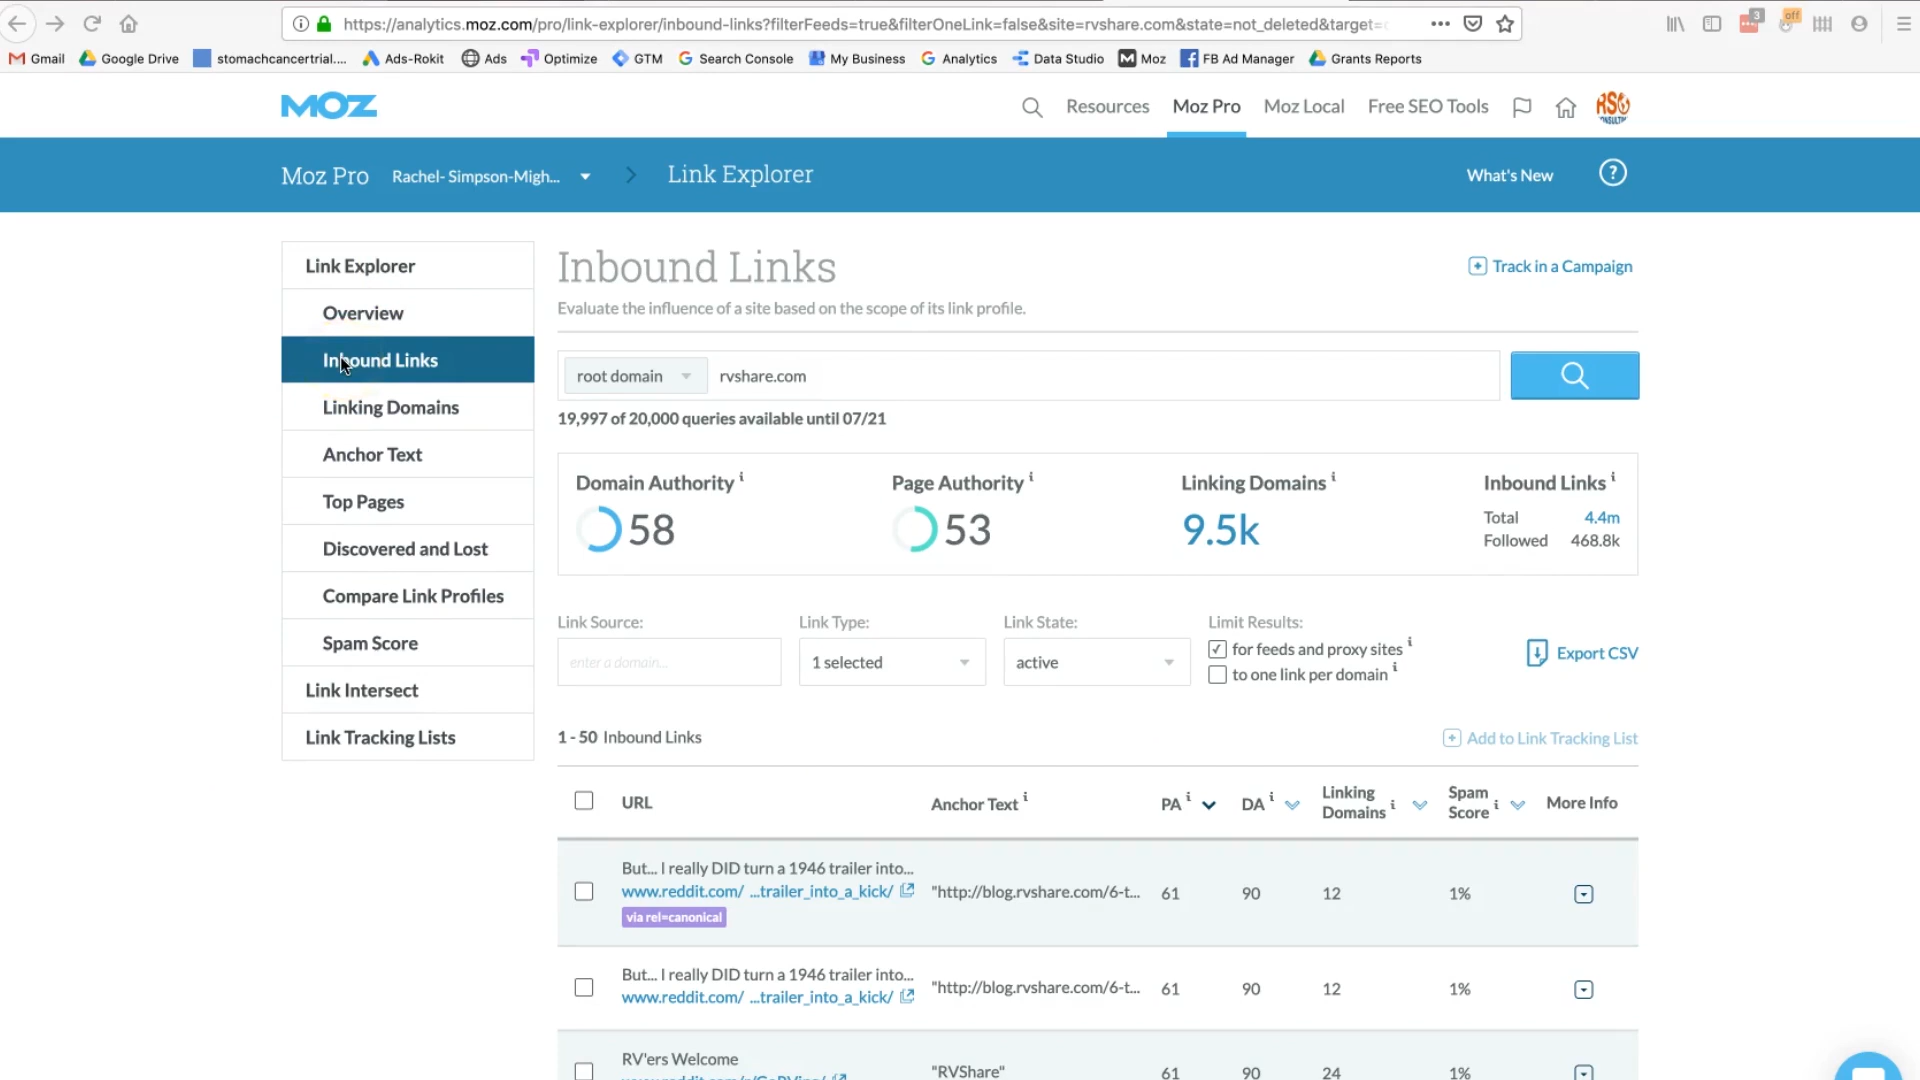 https://analytics.moz.com/pro/link-explorer/inbound-links?filterFeeds=true&filterOneLink=false&site=rvshare.com&state=not_deleted&target=
3
off
Gmail
Google Drive
stomachcancertrial....
Ads-Rokit
Ads
Optimize
GTM
Search Console
My Business
Analytics
Data Studio
Moz
FB Ad Manager
Grants Reports
MOZ
Resources
Moz Pro
Moz Local
Free SEO Tools
Moz Pro
Rachel- Simpson-Migh...
Link Explorer
What's New
?
Link Explorer
Overview
Inbound Links
Linking Domains
Anchor Text
Top Pages
Discovered and Lost
Compare Link Profiles
Spam Score
Link Intersect
Link Tracking Lists
Inbound Links
Track in a Campaign
Evaluate the influence of a site based on the scope of its link profile.
root domain
rvshare.com
19,997 of 20,000 queries available until 07/21
Domain Authority i
58
Page Authority i
53
Linking Domains i
9.5k
Inbound Links i
Total 4.4m
Followed 468.8k
Link Source:
enter a domain...
Link Type:
1 selected
Link State:
active
Limit Results:
for feeds and proxy sites i
to one link per domain i
Export CSV
1 - 50 Inbound Links
Add to Link Tracking List
URL
Anchor Text i
PA i
DA i
Linking Domains i
Spam Score i
More Info
But... I really DID turn a 1946 trailer into...
www.reddit.com/ ...trailer_into_a_kick/
via rel=canonical
"http://blog.rvshare.com/6-t...
61
90
12
1%
But... I really DID turn a 1946 trailer into...
www.reddit.com/ ...trailer_into_a_kick/
"http://blog.rvshare.com/6-t...
61
90
12
1%
RV'ers Welcome
"RVShare"
61
90
24
1%